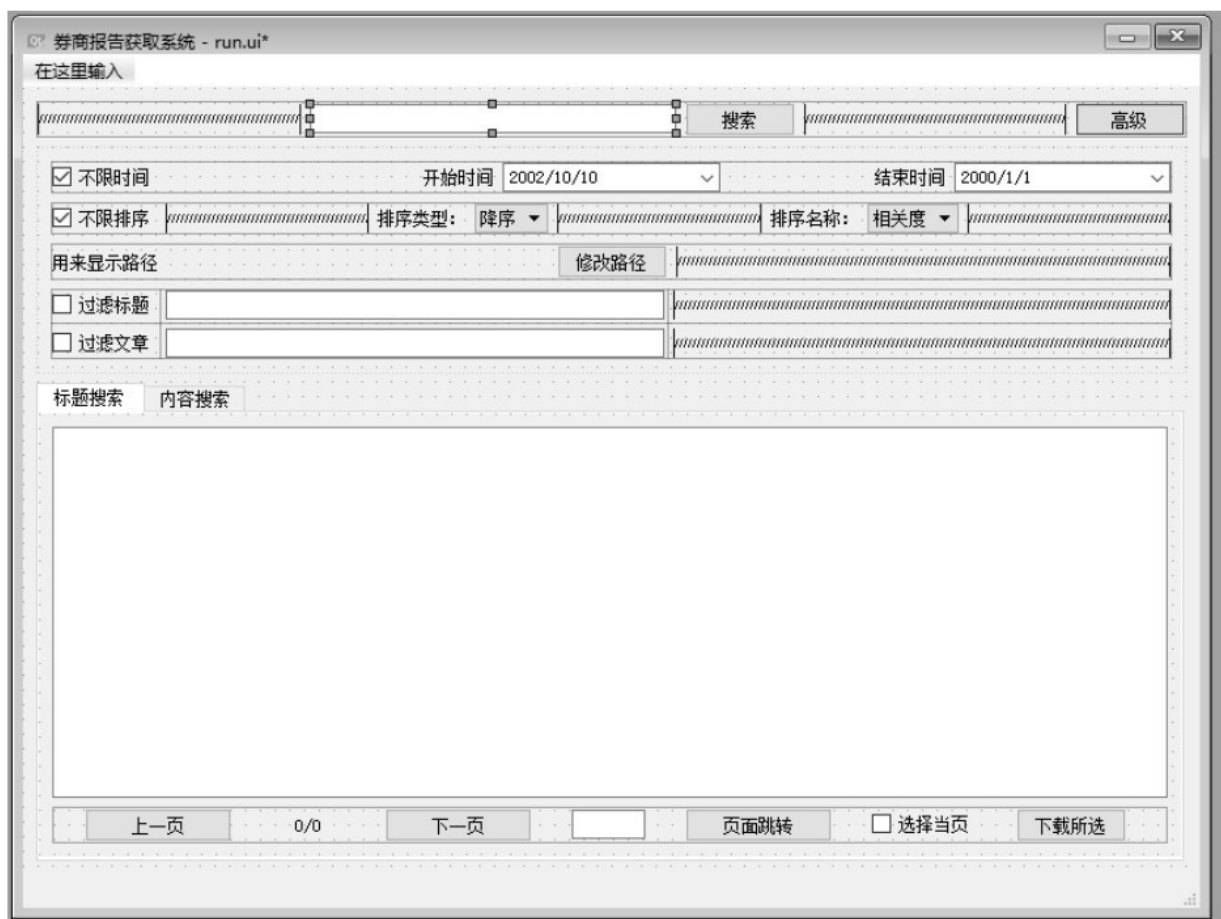 券商报告获取系统 - run.ui*
在这里输入
搜索 高级
不限时间 开始时间 2002/10/10 结束时间 2000/1/1
不限排序 排序类型: 降序 排序名称: 相关度
用来显示路径 修改路径
过滤标题
过滤文章
标题搜索 内容搜索
上一页 0/0 下一页 页面跳转 选择当页 下载所选